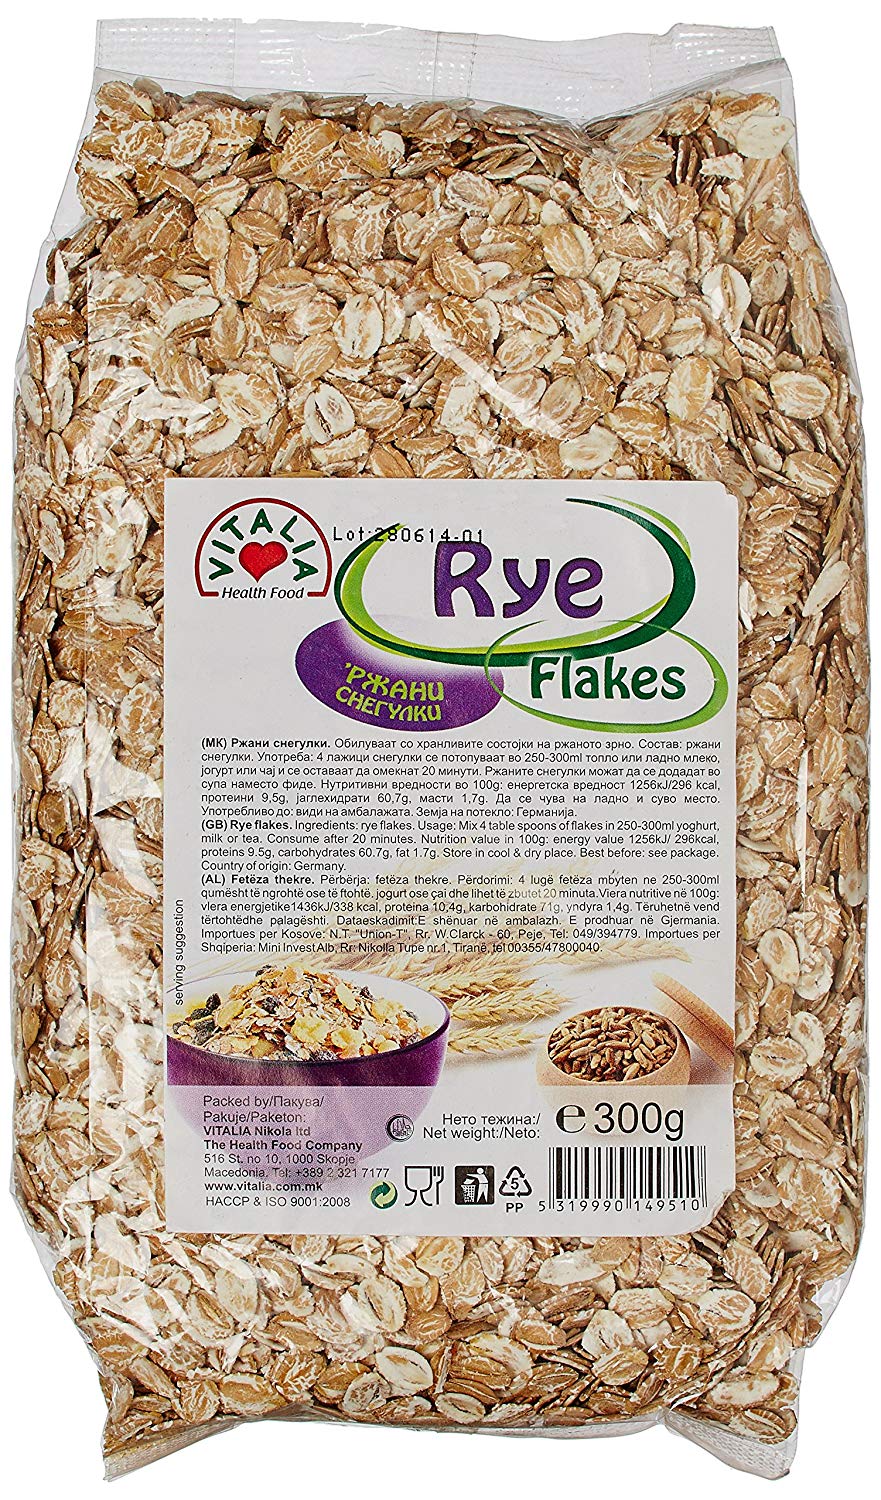 VITALIA
Health Food
Lot:280614-01
Rye
Flakes
'РЖАНИ
СНЕГУЛКИ
(МК) Ржани снегулки. Обилуваат со хранливите состојки на ржаното зрно. Состав: ржани
снегулки. Употреба: 4 лажици снегулки се потопуваат во 250-300ml топло или ладно млеко,
јогурт или чај и се оставаат да омекнат 20 минути. Ржаните снегулки можат да се додадат во
супа наместо фиде. Нутритивни вредности во 100g: енергетска вредност 1256кЈ/296 kcal,
протеини 9,5g, јаглехидрати 60,7g, масти 1,7g. Да се чува на ладно и суво место.
Употребливо до: види на амбалажата. Земја на потекло: Германија.
(GB) Rye flakes. Ingredients: rye flakes. Usage: Mix 4 table spoons of flakes in 250-300ml yoghurt,
milk or tea. Consume after 20 minutes. Nutrition value in 100g: energy value 1256KJ/ 296kcal,
proteins 9.5g, carbohydrates 60.7g, fat 1.7g. Store in cool & dry place. Best before: see package.
Country of origin: Germany.
(AL) Fetëza thekre. Përbërja: fetëza thekre. Përdorimi: 4 lugë fetëza mbyten ne 250-300ml
qumësht të ngrohtë ose të ftohtë, jogurt ose çai dhe lihet të zbutet 20 minuta.Viera nutritive në 100g:
vlera energjetike1436kJ/338 kcal, proteina 10,4g, karbohidrate 71g, yndyra 1,4g. Tëruhetnë vend
tërtohtëdhe palagështi. Dataeskadimit:E shënuar në ambalazh. E prodhuar në Gjermania.
Importues per Kosove: N.T. "Union-T", Rr. W.Clarck - 60, Peje, Tel: 049/394779. Importues per
Shqiperia: Mini InvestAlb, Rr: Nikolla Tupe nr.1, Tiranë, tel 00355/47800040.
serving suggestion
Packed by/Пакува/
Pakuje/Paketon:
VITALIA Nikola ltd
The Health Food Company
516 St. no 10, 1000 Skopje
Macedonia. Tel: +389 2 321 7177
www.vitalia.com.mk
HACCP & ISO 9001:2008
Нето тежина:/
Net weight:/Neto:
℮ 300g
5
PP
5 319990 149510